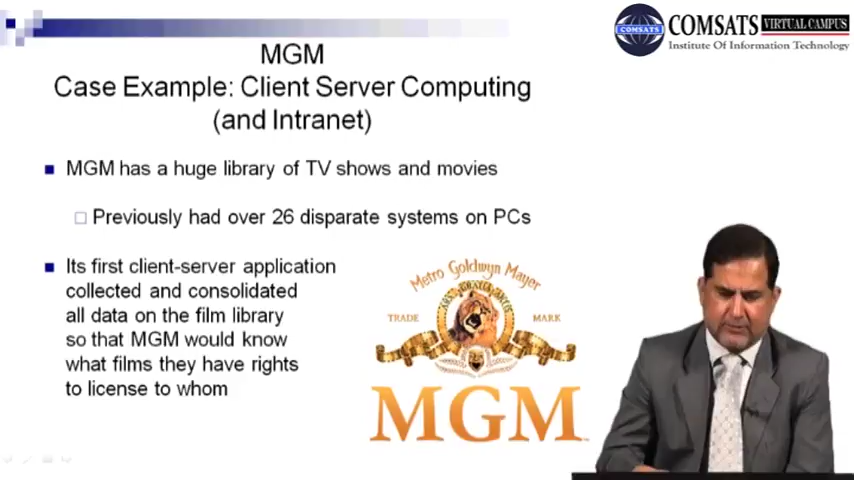 COMSATS VIRTUAL CAMPUS
COMSATS
Institute Of Information Technology
MGM
Case Example: Client Server Computing
(and Intranet)
MGM has a huge library of TV shows and movies
Previously had over 26 disparate systems on PCs
Its first client-server application
collected and consolidated
all data on the film library
so that MGM would know
what films they have rights
to license to whom
Metro Goldwyn Mayer
TRADE MARK
MGM